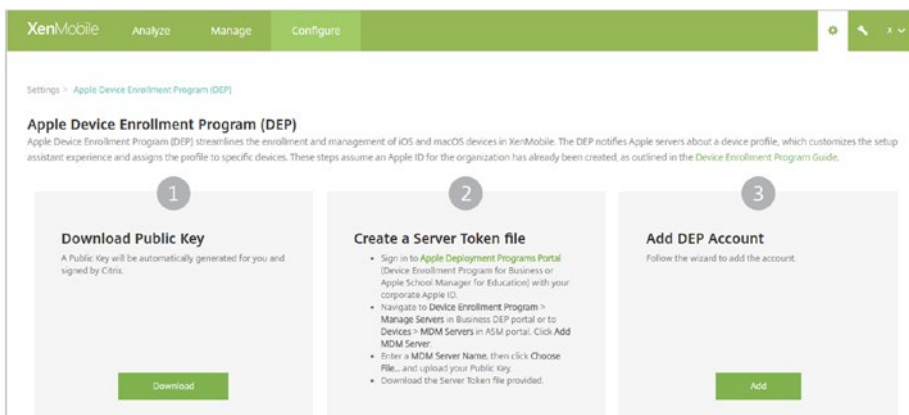 XenMobile Analyze Manage Configure X
Settings > Apple Device Enrollment Program (DEP)
Apple Device Enrollment Program (DEP)
Apple Device Enrollment Program (DEP) streamlines the enrollment and management of iOS and macOS devices in XenMobile. The DEP notifies Apple servers about a device profile, which customizes the setup
assistant experience and assigns the profile to specific devices. These steps assume an Apple ID for the organization has already been created, as outlined in the Device Enrollment Program Guide.
1
Download Public Key
A Public Key will be automatically generated for you and
signed by Citrix.
Download
2
Create a Server Token file
• Sign in to Apple Deployment Programs Portal
(Device Enrollment Program for Business or
Apple School Manager for Education) with your
corporate Apple ID.
• Navigate to Device Enrollment Program >
Manage Servers in Business DEP portal or to
Devices > MDM Servers in ASM portal. Click Add
MDM Server.
• Enter a MDM Server Name, then click Choose
File... and upload your Public Key.
• Download the Server Token file provided.
3
Add DEP Account
Follow the wizard to add the account.
Add